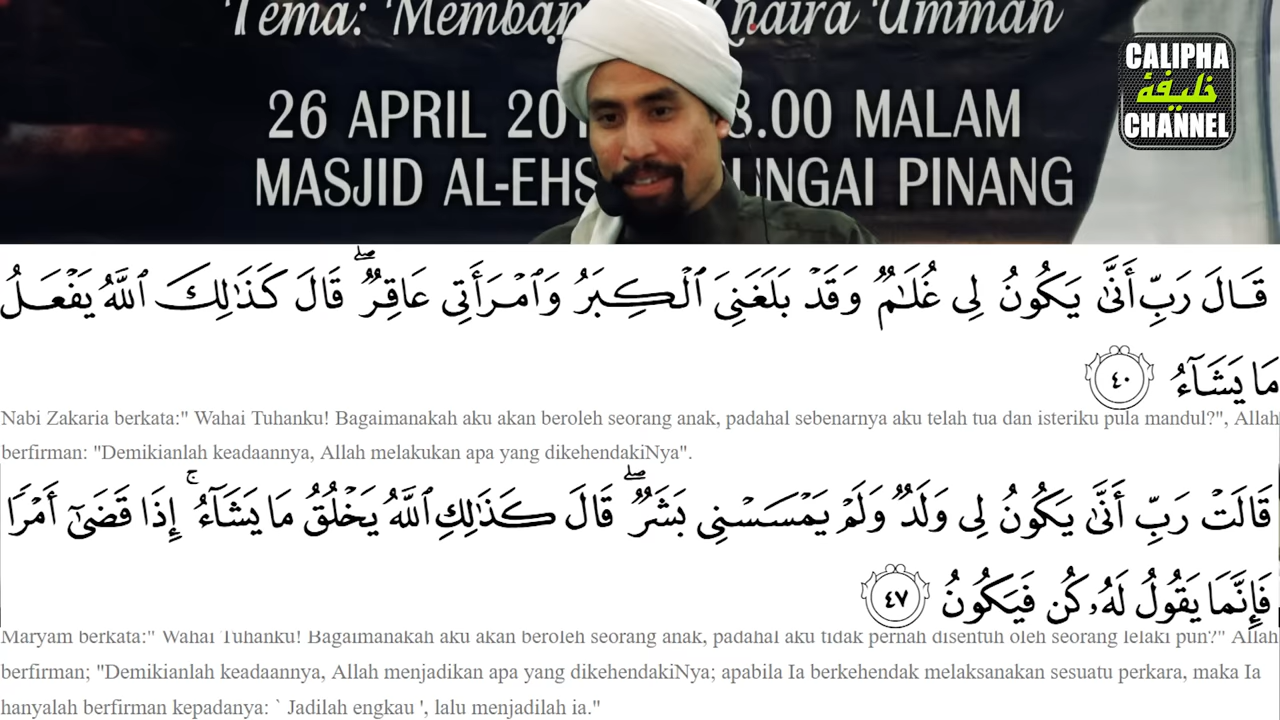 Tema: Memban Khaira Ummah
CALIPHA
خليفة
CHANNEL
26 APRIL 201 8.00 MALAM
MASJID AL-EHS UNGAI PINANG
قَالَ رَبِّ أَنَّىٰ يَكُونُ لِي غُلَـٰمٌ وَقَدْ بَلَغَنِيَ ٱلْكِبَرُ وَٱمْرَأَتِي عَاقِرٌ ۖ قَالَ كَذَٰلِكَ ٱللَّهُ يَفْعَلُ
مَا يَشَآءُ ٤٠
Nabi Zakaria berkata:" Wahai Tuhanku! Bagaimanakah aku akan beroleh seorang anak, padahal sebenarnya aku telah tua dan isteriku pula mandul?", Allah
berfirman: "Demikianlah keadaannya, Allah melakukan apa yang dikehendakiNya".
قَالَتْ رَبِّ أَنَّىٰ يَكُونُ لِي وَلَدٌ وَلَمْ يَمْسَسْنِي بَشَرٌ ۖ قَالَ كَذَٰلِكِ ٱللَّهُ يَخْلُقُ مَا يَشَآءُ ۚ إِذَا قَضَىٰٓ أَمْرًا
فَإِنَّمَا يَقُولُ لَهُۥ كُن فَيَكُونُ ٤٧
Maryam berkata:" Wahai Tuhanku! Bagaimanakah aku akan beroleh seorang anak, padahal aku tidak pernah disentuh oleh seorang lelaki pun?" Allah
berfirman; "Demikianlah keadaannya, Allah menjadikan apa yang dikehendakiNya; apabila Ia berkehendak melaksanakan sesuatu perkara, maka Ia
hanyalah berfirman kepadanya: ` Jadilah engkau ', lalu menjadilah ia."